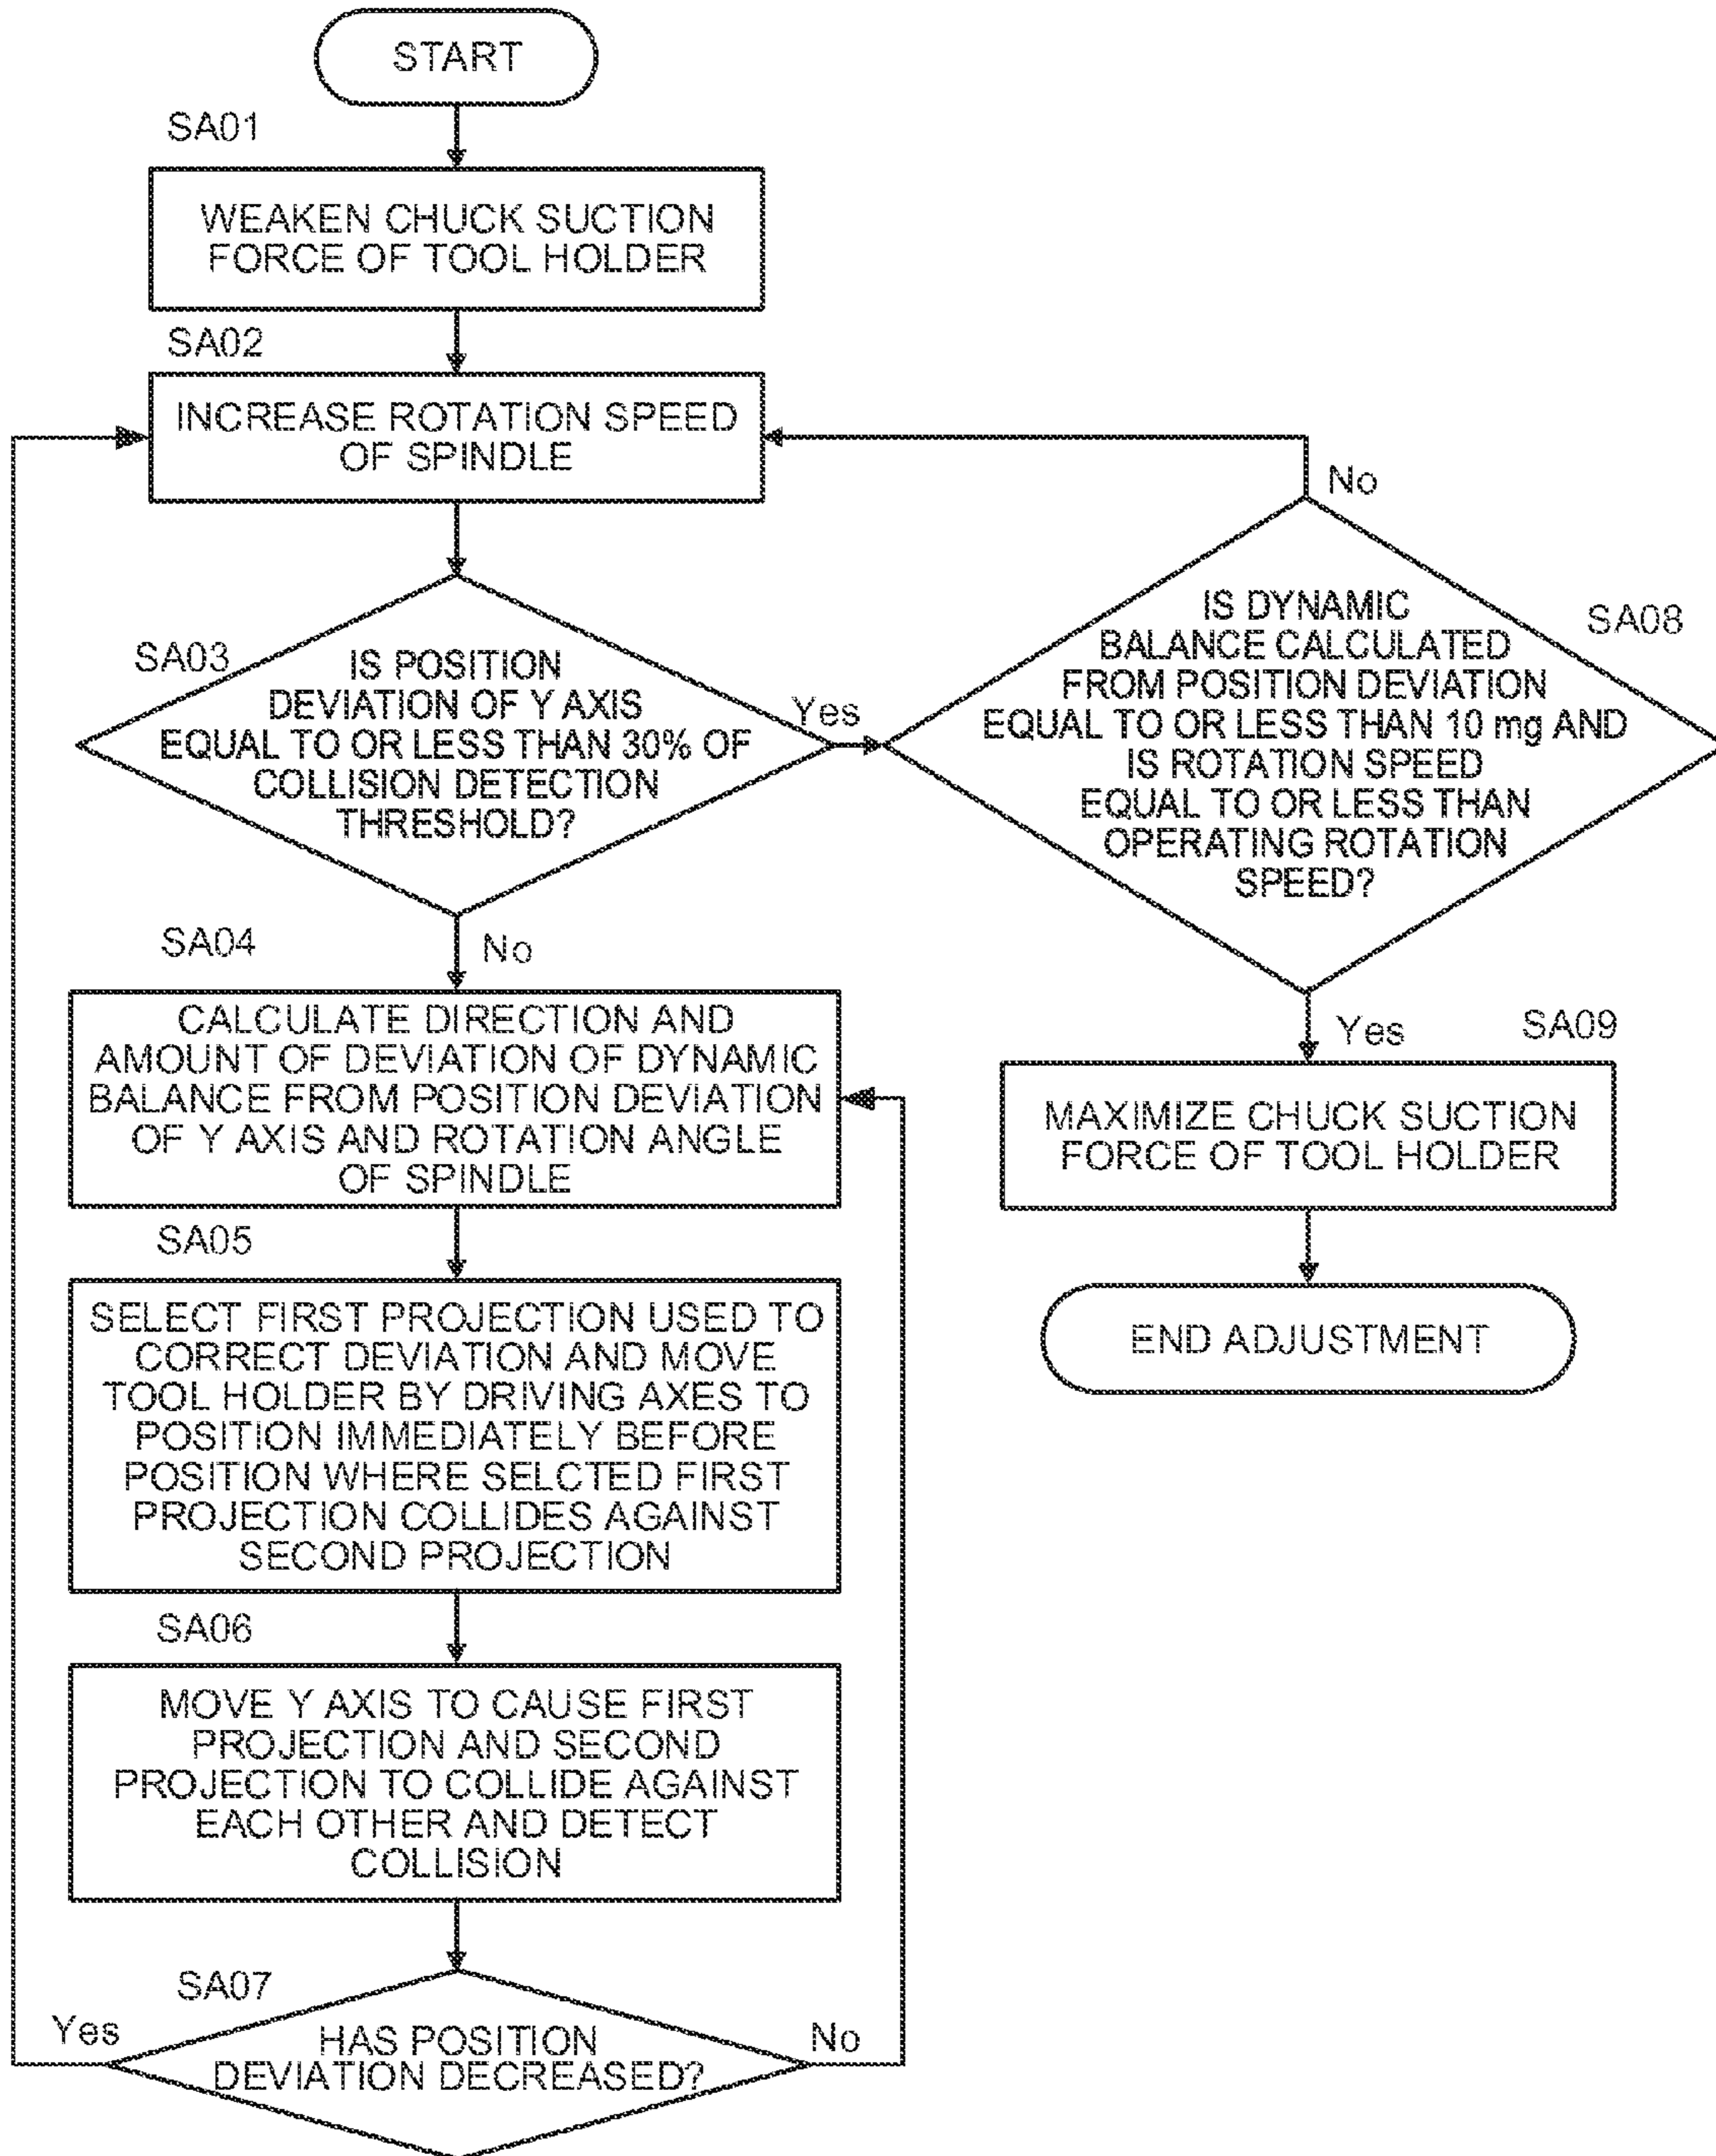 START
SA01
WEAKEN CHUCK SUCTION
FORCE OF TOOL HOLDER
SA02
INCREASE ROTATION SPEED
OF SPINDLE
SA03
IS POSITION
DEVIATION OF Y AXIS
EQUAL TO OR LESS THAN 30% OF
COLLISION DETECTION
THRESHOLD?
Yes
No
SA08
IS DYNAMIC
BALANCE CALCULATED
FROM POSITION DEVIATION
EQUAL TO OR LESS THAN 10 mg AND
IS ROTATION SPEED
EQUAL TO OR LESS THAN
OPERATING ROTATION
SPEED?
No
Yes
SA04
CALCULATE DIRECTION AND
AMOUNT OF DEVIATION OF DYNAMIC
BALANCE FROM POSITION DEVIATION
OF Y AXIS AND ROTATION ANGLE
OF SPINDLE
SA09
MAXIMIZE CHUCK SUCTION
FORCE OF TOOL HOLDER
END ADJUSTMENT
SA05
SELECT FIRST PROJECTION USED TO
CORRECT DEVIATION AND MOVE
TOOL HOLDER BY DRIVING AXES TO
POSITION IMMEDIATELY BEFORE
POSITION WHERE SELCTED FIRST
PROJECTION COLLIDES AGAINST
SECOND PROJECTION
SA06
MOVE Y AXIS TO CAUSE FIRST
PROJECTION AND SECOND
PROJECTION TO COLLIDE AGAINST
EACH OTHER AND DETECT
COLLISION
SA07
Yes
HAS POSITION
DEVIATION DECREASED?
No